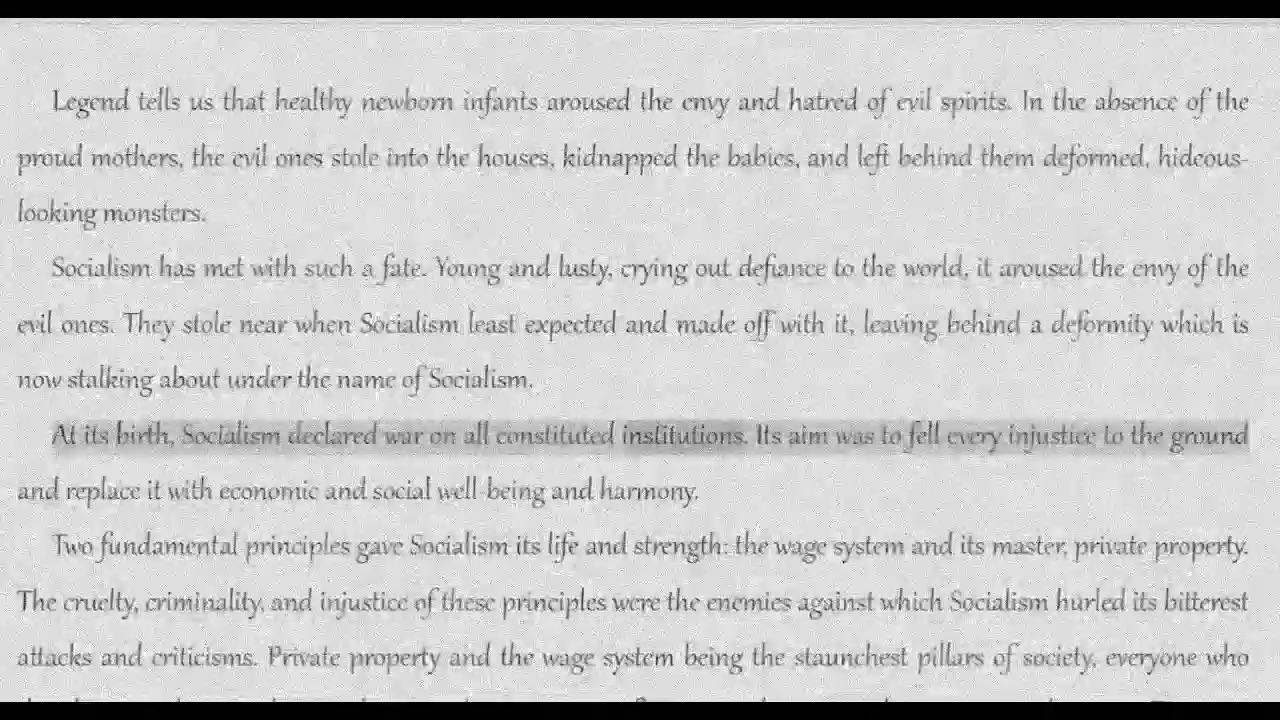 Legend tells us that healthy newborn infants aroused the envy and hatred of evil spirits. In the absence of the
proud mothers, the evil ones stole into the houses, kidnapped the babies, and left behind them deformed, hideous-
looking monsters.
Socialism has met with such a fate. Young and lusty, crying out defiance to the world, it aroused the envy of the
evil ones. They stole near when Socialism least expected and made off with it, leaving behind a deformity which is
now stalking about under the name of Socialism.
At its birth, Socialism declared war on all constituted institutions. Its aim was to fell every injustice to the ground
and replace it with economic and social well-being and harmony.
Two fundamental principles gave Socialism its life and strength: the wage system and its master, private property.
The cruelty, criminality, and injustice of these principles were the enemies against which Socialism hurled its bitterest
attacks and criticisms. Private property and the wage system being the staunchest pillars of society, everyone who